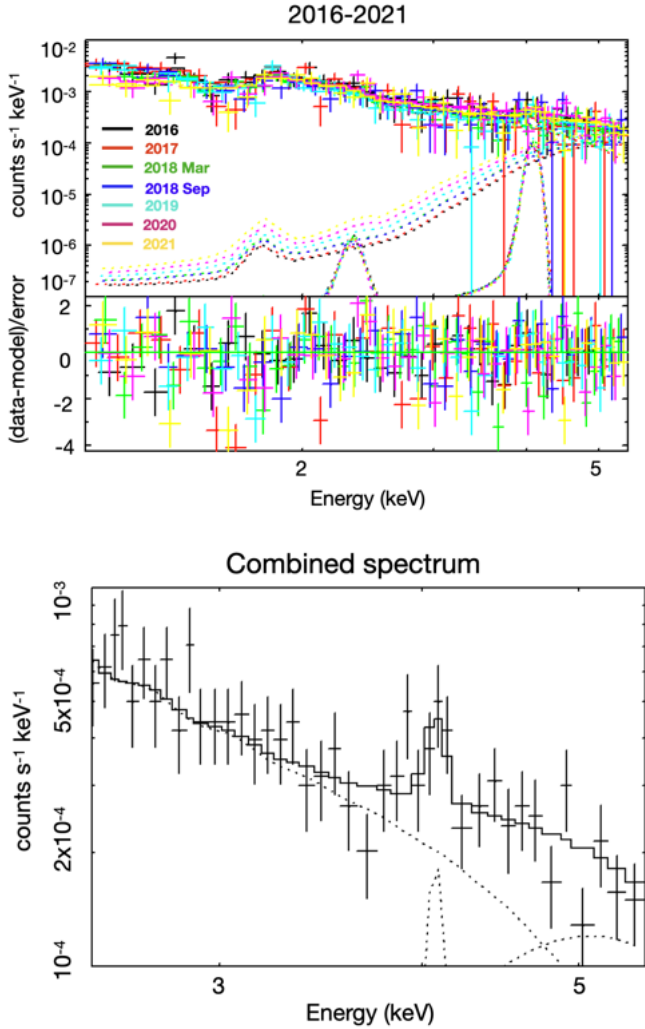 2016-2021
counts s⁻¹ keV⁻¹
10⁻²
10⁻³
10⁻⁴
10⁻⁵
10⁻⁶
10⁻⁷
2016
2017
2018 Mar
2018 Sep
2019
2020
2021
(data-model)/error
2
0
-2
-4
2
5
Energy (keV)
Combined spectrum
counts s⁻¹ keV⁻¹
10⁻³
5x10⁻⁴
2x10⁻⁴
10⁻⁴
3
5
Energy (keV)